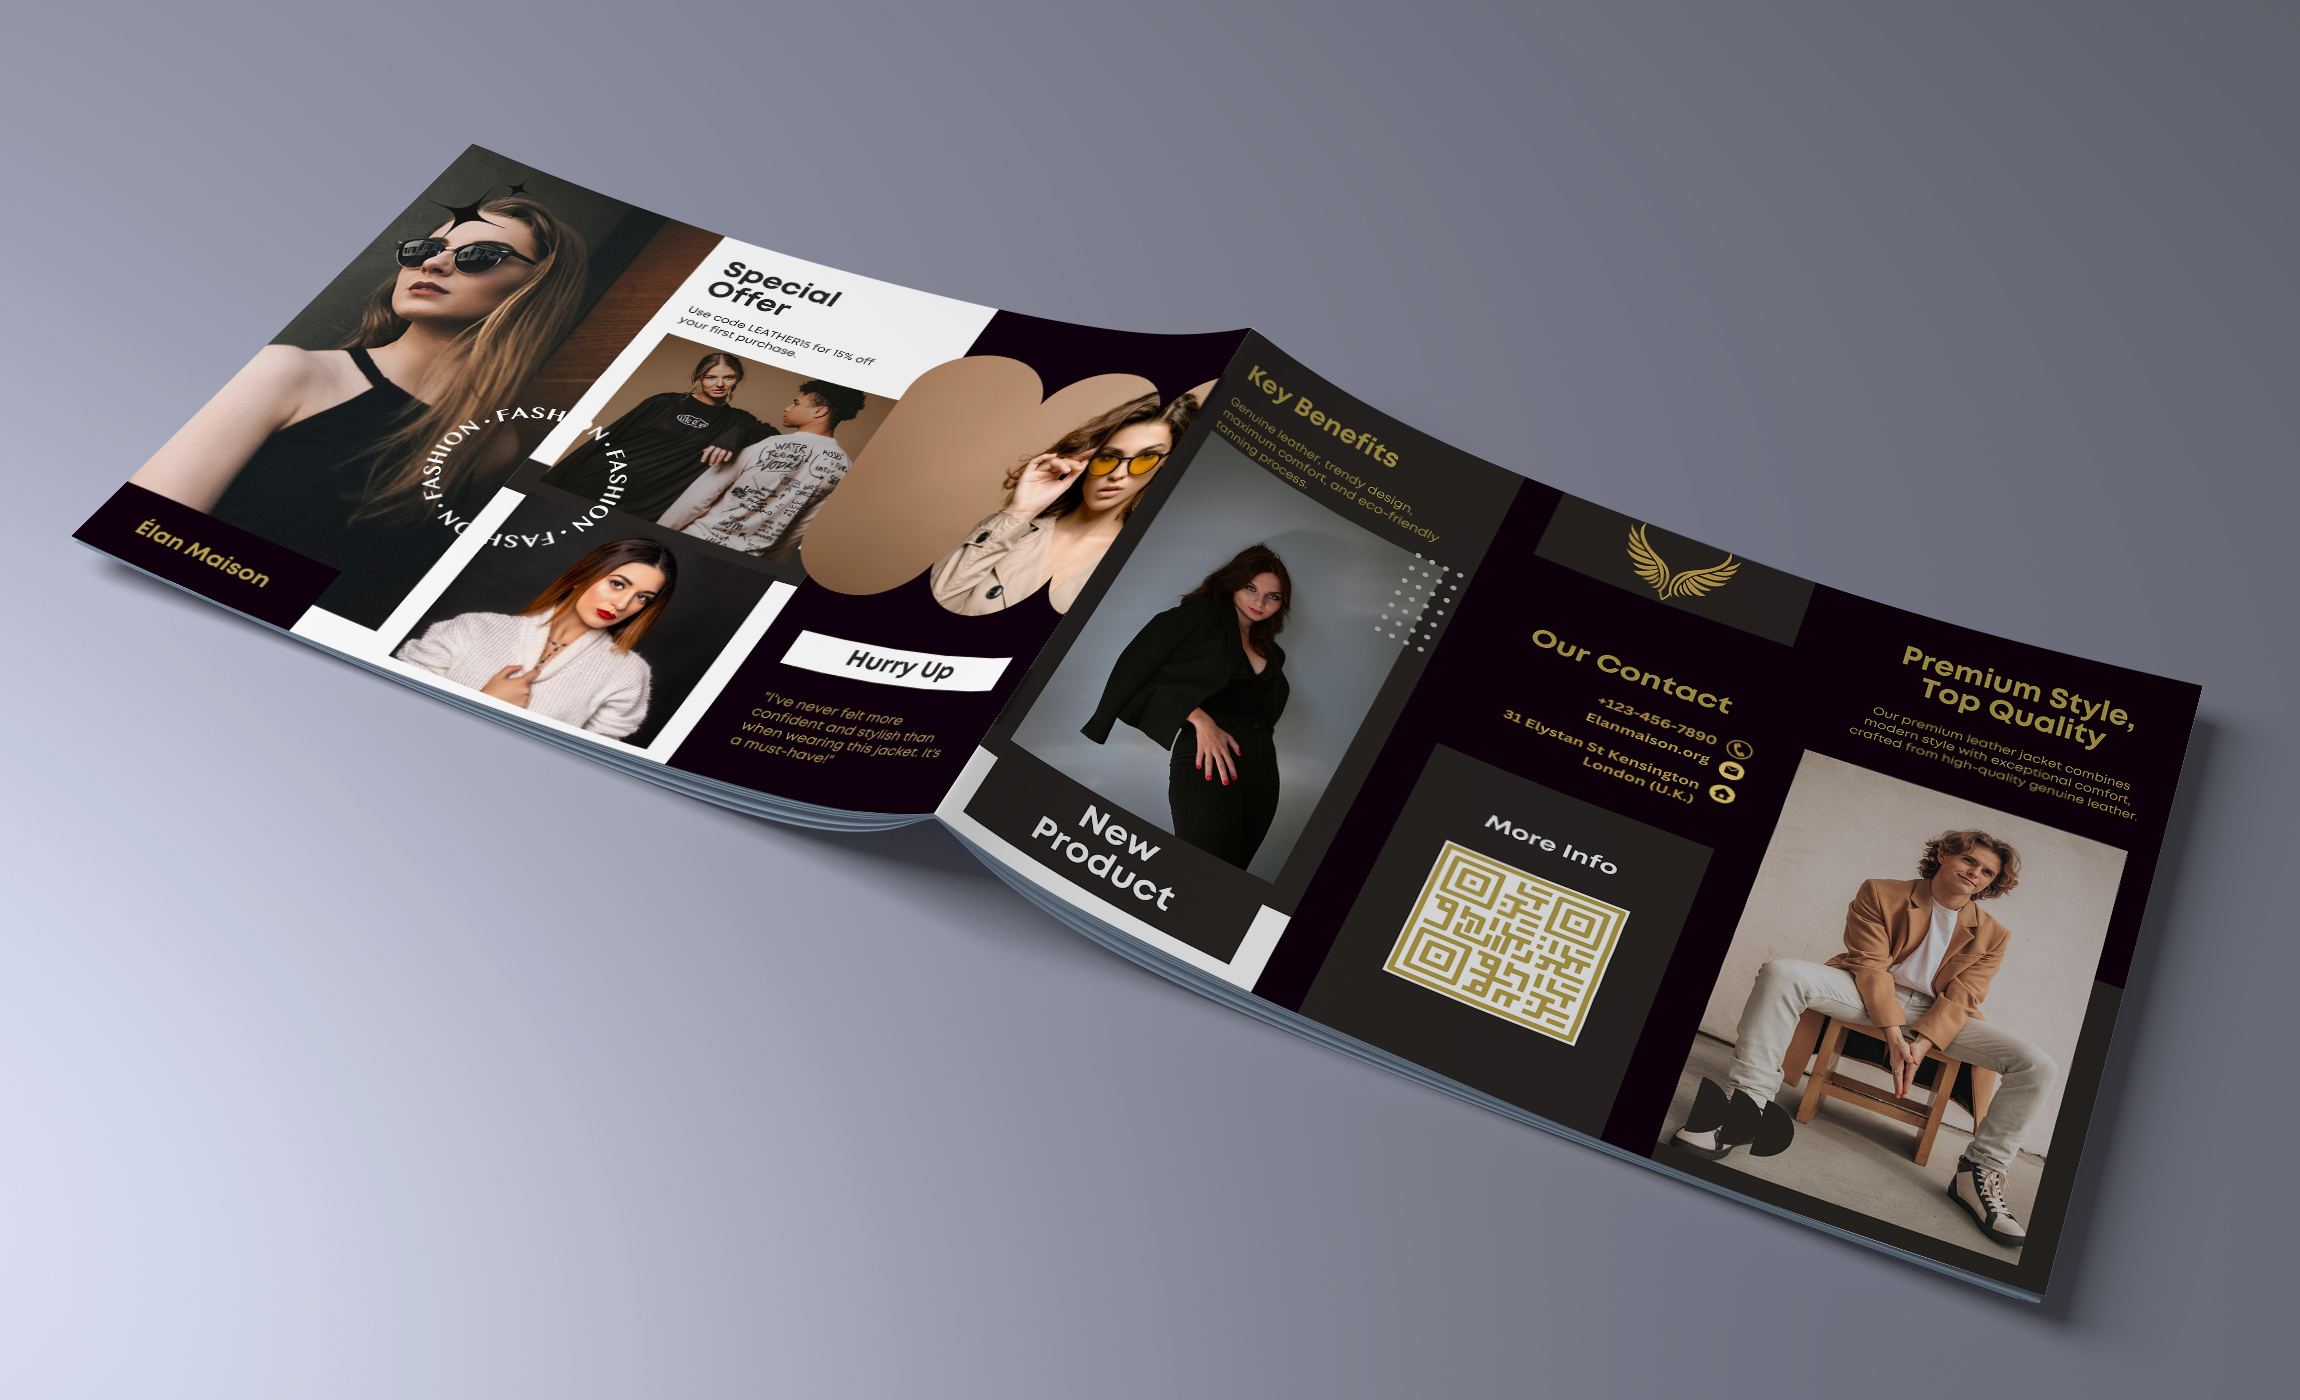 Élan Maison
FASHION · FASHION · FASHION · FASHION ·
Special
Offer
Use code LEATHER15 for 15% off
your first purchase.
WATER
VODKA
Hurry Up
"I've never felt more
confident and stylish than
when wearing this jacket. It's
a must-have!"
Key Benefits
Genuine leather, trendy design,
maximum comfort, and eco-friendly
tanning process.
New
Product
Our Contact
+123-456-7890
Elanmaison.org
31 Elystan St Kensington
London (U.K.)
More Info
Premium Style,
Top Quality
Our premium leather jacket combines
modern style with exceptional comfort,
crafted from high-quality genuine leather.